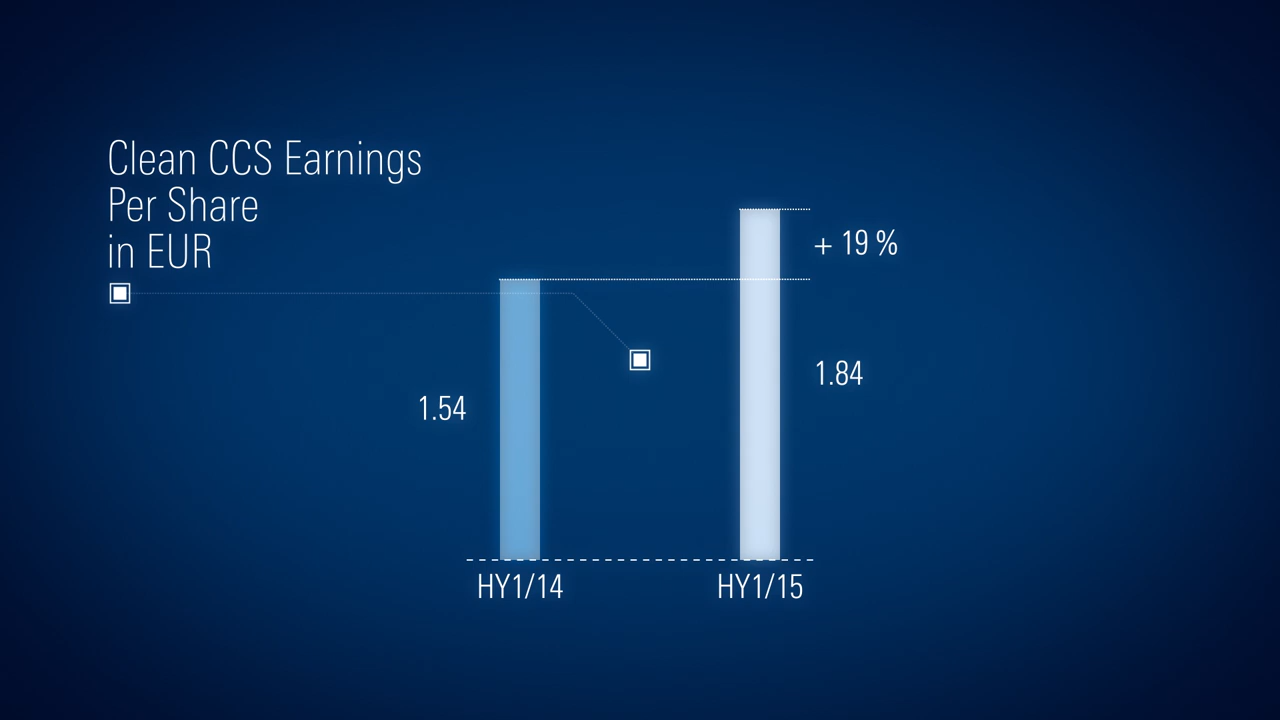 Clean CCS Earnings
Per Share
in EUR
+ 19 %
1.84
1.54
HY1/14
HY1/15